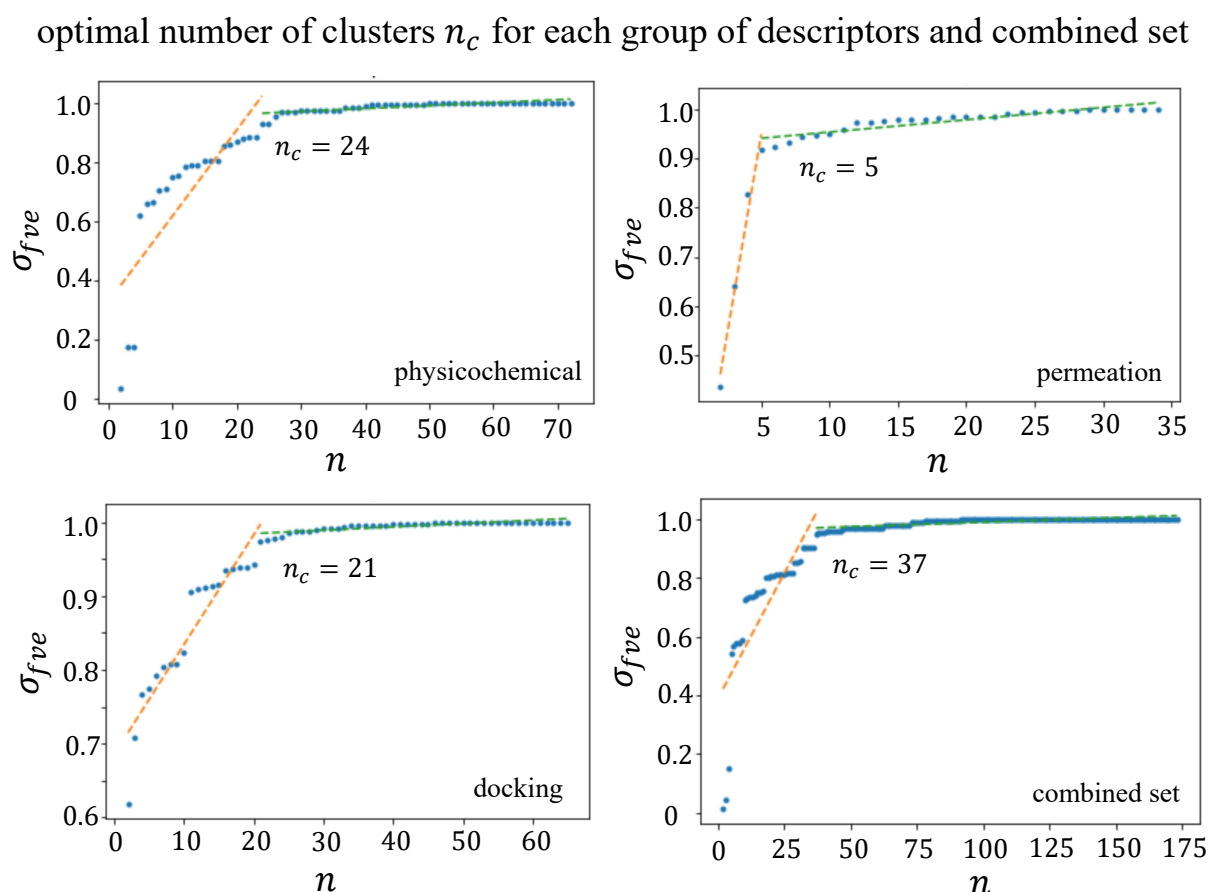 optimal number of clusters n_c for each group of descriptors and combined set
1.0
0.8
0.6
0.4
0.2
0
σ_fve
n_c = 24
physicochemical
0 10 20 30 40 50 60 70
n
1.0
0.9
0.8
0.7
0.6
0.5
σ_fve
n_c = 5
permeation
5 10 15 20 25 30 35
n
1.0
0.9
0.8
0.7
0.6
σ_fve
n_c = 21
docking
0 10 20 30 40 50 60
n
1.0
0.8
0.6
0.4
0.2
0
σ_fve
n_c = 37
combined set
0 25 50 75 100 125 150 175
n